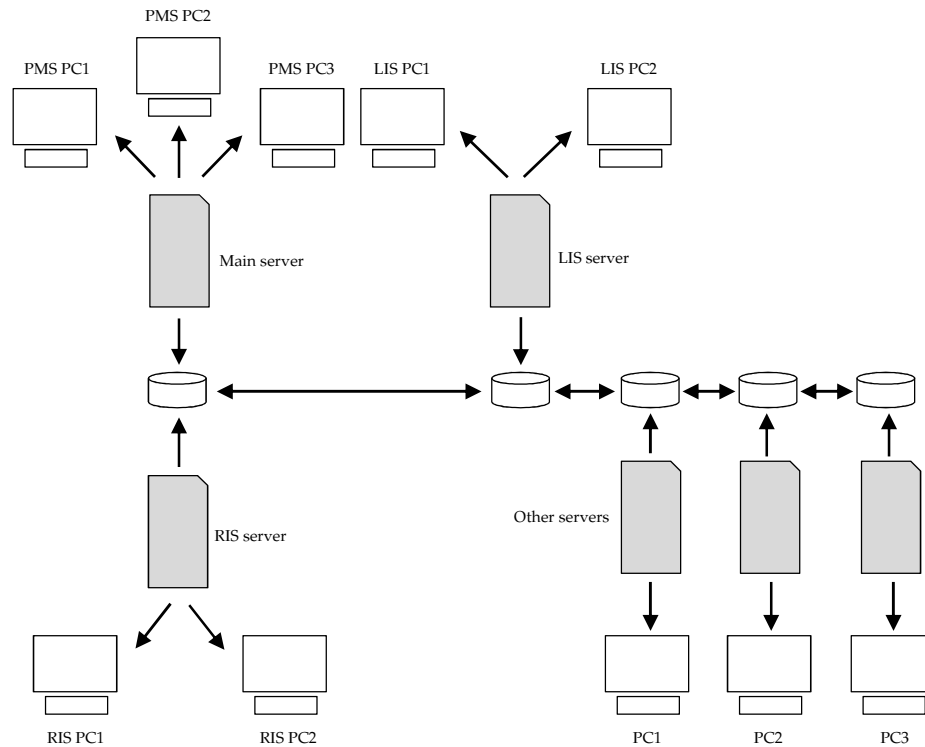 PMS PC2
PMS PC1
PMS PC3
LIS PC1
LIS PC2
Main server
LIS server
RIS server
Other servers
RIS PC1
RIS PC2
PC1
PC2
PC3